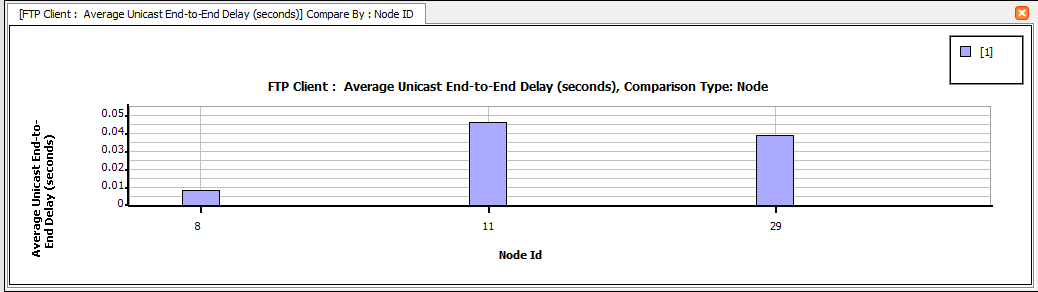 [FTP Client :  Average Unicast End-to-End Delay (seconds)] Compare By : Node ID
[1]
FTP Client :  Average Unicast End-to-End Delay (seconds), Comparison Type: Node
Average Unicast End-to-
End Delay (seconds)
0.05
0.04
0.03
0.02
0.01
0
8
11
29
Node Id